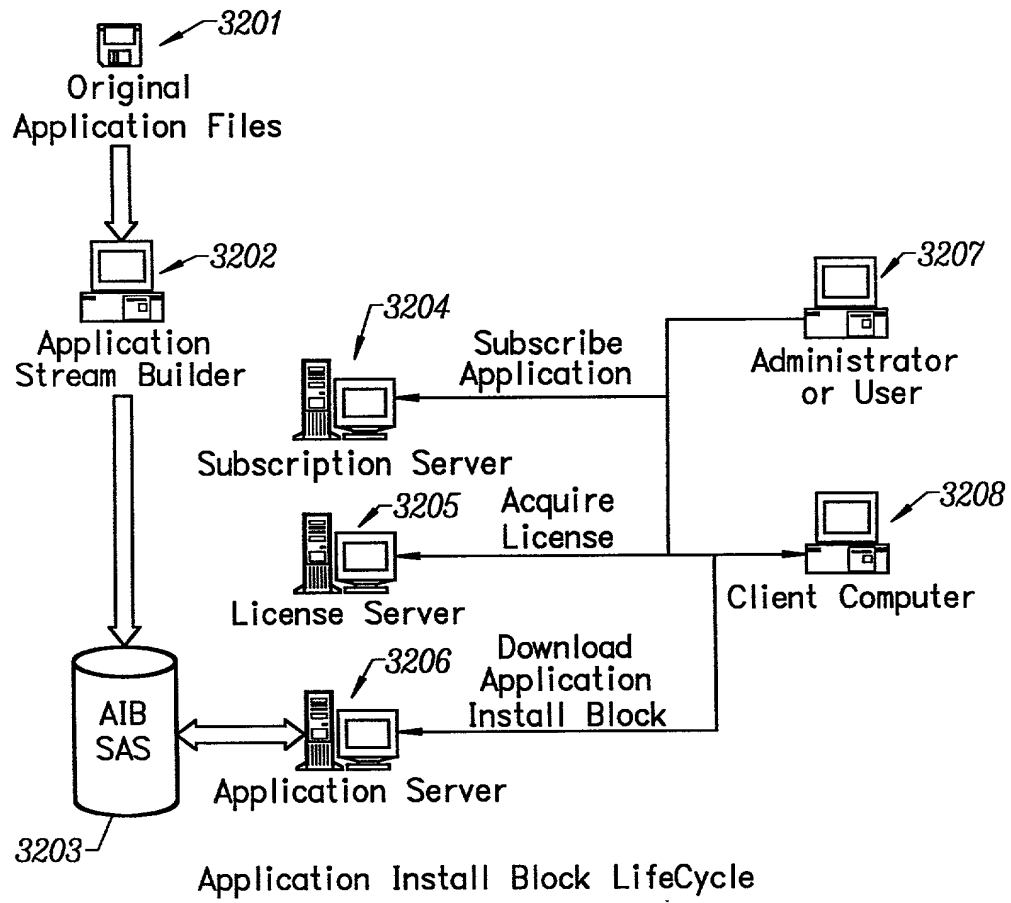 3201
Original
Application Files
3202
Application
Stream Builder
3204
Subscribe
Application
Subscription Server
3207
Administrator
or User
3205
Acquire
License
License Server
3208
Client Computer
AIB
SAS
3203
3206
Download
Application
Install Block
Application Server
Application Install Block LifeCycle